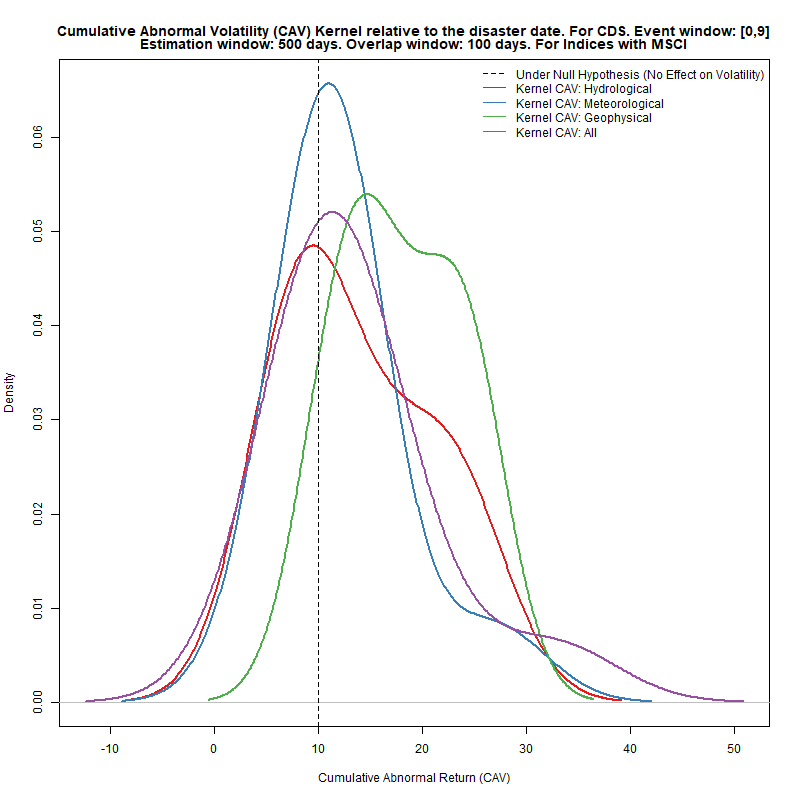 Cumulative Abnormal Volatility (CAV) Kernel relative to the disaster date. For CDS. Event window: [0,9]
Estimation window: 500 days. Overlap window: 100 days. For Indices with MSCI
Under Null Hypothesis (No Effect on Volatility)
Kernel CAV: Hydrological
Kernel CAV: Meteorological
Kernel CAV: Geophysical
Kernel CAV: All
0.06
0.05
0.04
0.03
0.02
0.01
0.00
Density
-10 0 10 20 30 40 50
Cumulative Abnormal Return (CAV)